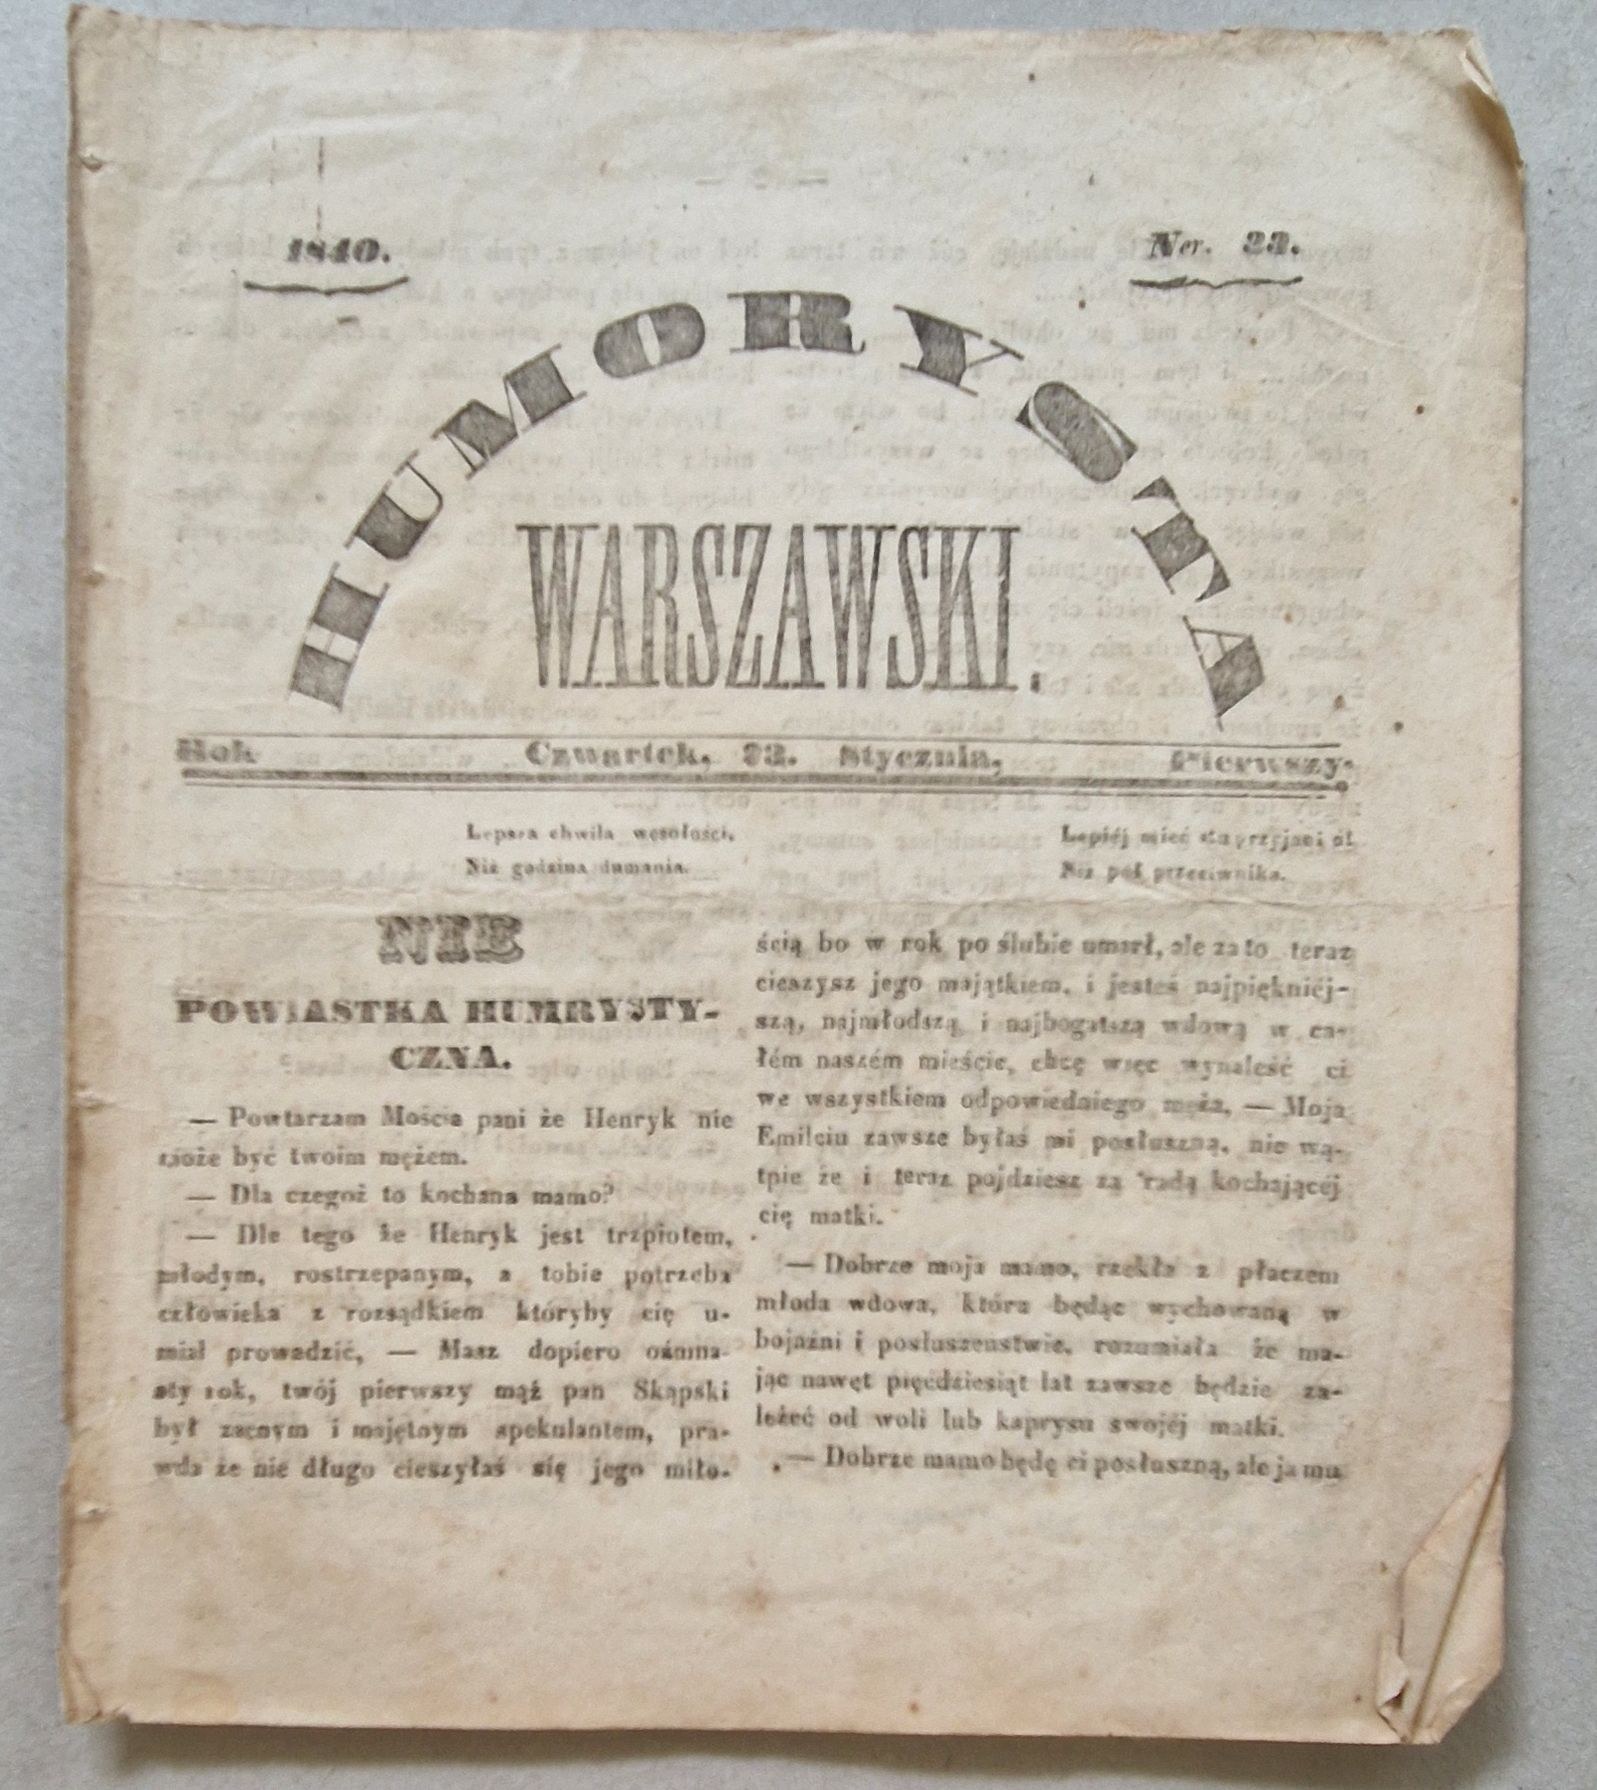 1840.
Ner. 23.
HUMORYSTA
WARSZAWSKI.
Rok Czwartek, 23. Stycznia, Pierwszy.
Lepsza chwila wesołości,
Niż godzina dumania.
Lepiéj mieć stu przyjaciół
Niż pół przeciwnika.
NIE
POWIASTKA HUMRYSTY-
CZNA.
— Powtarzam Mościa pani że Henryk nie
może być twoim mężem.
— Dla czegoż to kochana mamo?
— Dle tego że Henryk jest trzpiotem,
młodym, rostrzepanym, a tobie potrzeba
człowieka z rozsądkiem któryby cię u-
miał prowadzić, — Masz dopiero ośmna-
sty rok, twój pierwszy mąż pan Skąpski
był zacnym i majętnym spekulantem, pra-
wda że nie długo cieszyłaś się jego miło-
ścią bo w rok po ślubie umarł, ale za to teraz
cieszysz jego majątkiem, i jesteś najpięknićj-
szą, najmłodszą i najbogatszą wdową w ca-
łém naszém mieście, chcę więc wynaleść ci
we wszystkiem odpowiedniego męża, — Moja
Emilciu zawsze byłaś mi posłuszną, nie wą-
tpie że i teraz pojdziesz za radą kochającéj
cię matki.
— Dobrze moja mamo, rzekła z płaczem
młoda wdowa, która będąc wychowaną w
bojaźni i posłuszenstwie, rozumiała że ma-
jąc nawet pięćdziesiąt lat zawsze będzie za-
leżeć od woli lub kaprysu swojéj matki.
— Dobrze mamo będę ci posłuszną, ale ja mu